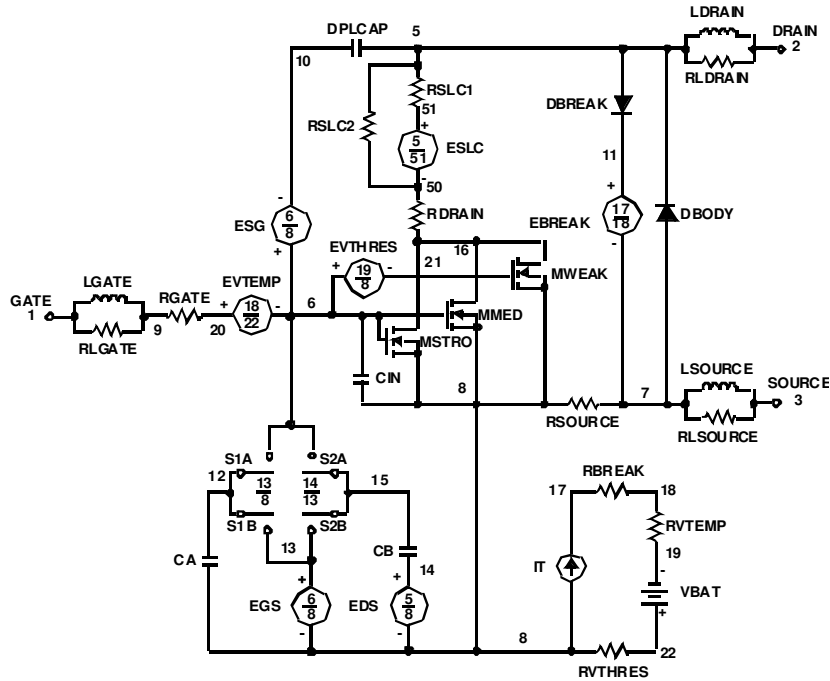 LDRAIN
DPLCAP 5 DRAIN
2
10
RLDRAIN
RSLC1
51
DBREAK
RSLC2
+
5
51
ESLC
11
-
50
+
-
17
18
DBODY
ESG
6
8
RDRAIN
EBREAK
+
EVTHRES
16
-
21
+
19
8
-
MWEAK
LGATE
EVTEMP
GATE
1
RGATE
+
18
22
-
6
MMED
9
20
MSTRO
RLGATE
LSOURCE
CIN
8
7
SOURCE
3
RSOURCE
RLSOURCE
S1A
S2A
12
13
8
14
13
15
RBREAK
17
18
S1B
S2B
RVTEMP
13
CB
19
CA
14
IT
-
+
+
VBAT
EGS
6
8
EDS
5
8
+
-
-
8
22
RVTHRES